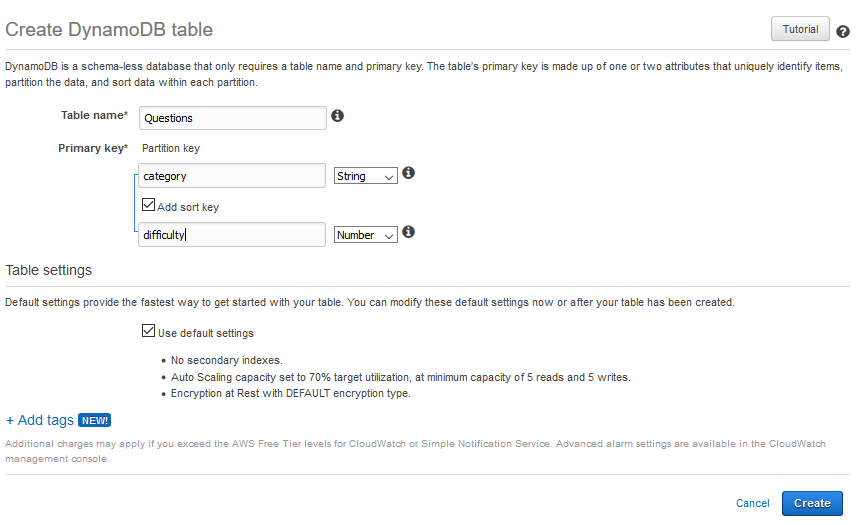 Create DynamoDB table
Tutorial
DynamoDB is a schema-less database that only requires a table name and primary key. The table's primary key is made up of one or two attributes that uniquely identify items,
partition the data, and sort data within each partition.
Table name*
Questions
Primary key*
Partition key
category
String
Add sort key
difficulty
Number
Table settings
Default settings provide the fastest way to get started with your table. You can modify these default settings now or after your table has been created.
Use default settings
• No secondary indexes.
• Auto Scaling capacity set to 70% target utilization, at minimum capacity of 5 reads and 5 writes.
• Encryption at Rest with DEFAULT encryption type.
+ Add tags NEW!
Additional charges may apply if you exceed the AWS Free Tier levels for CloudWatch or Simple Notification Service. Advanced alarm settings are available in the CloudWatch
management console.
Cancel
Create